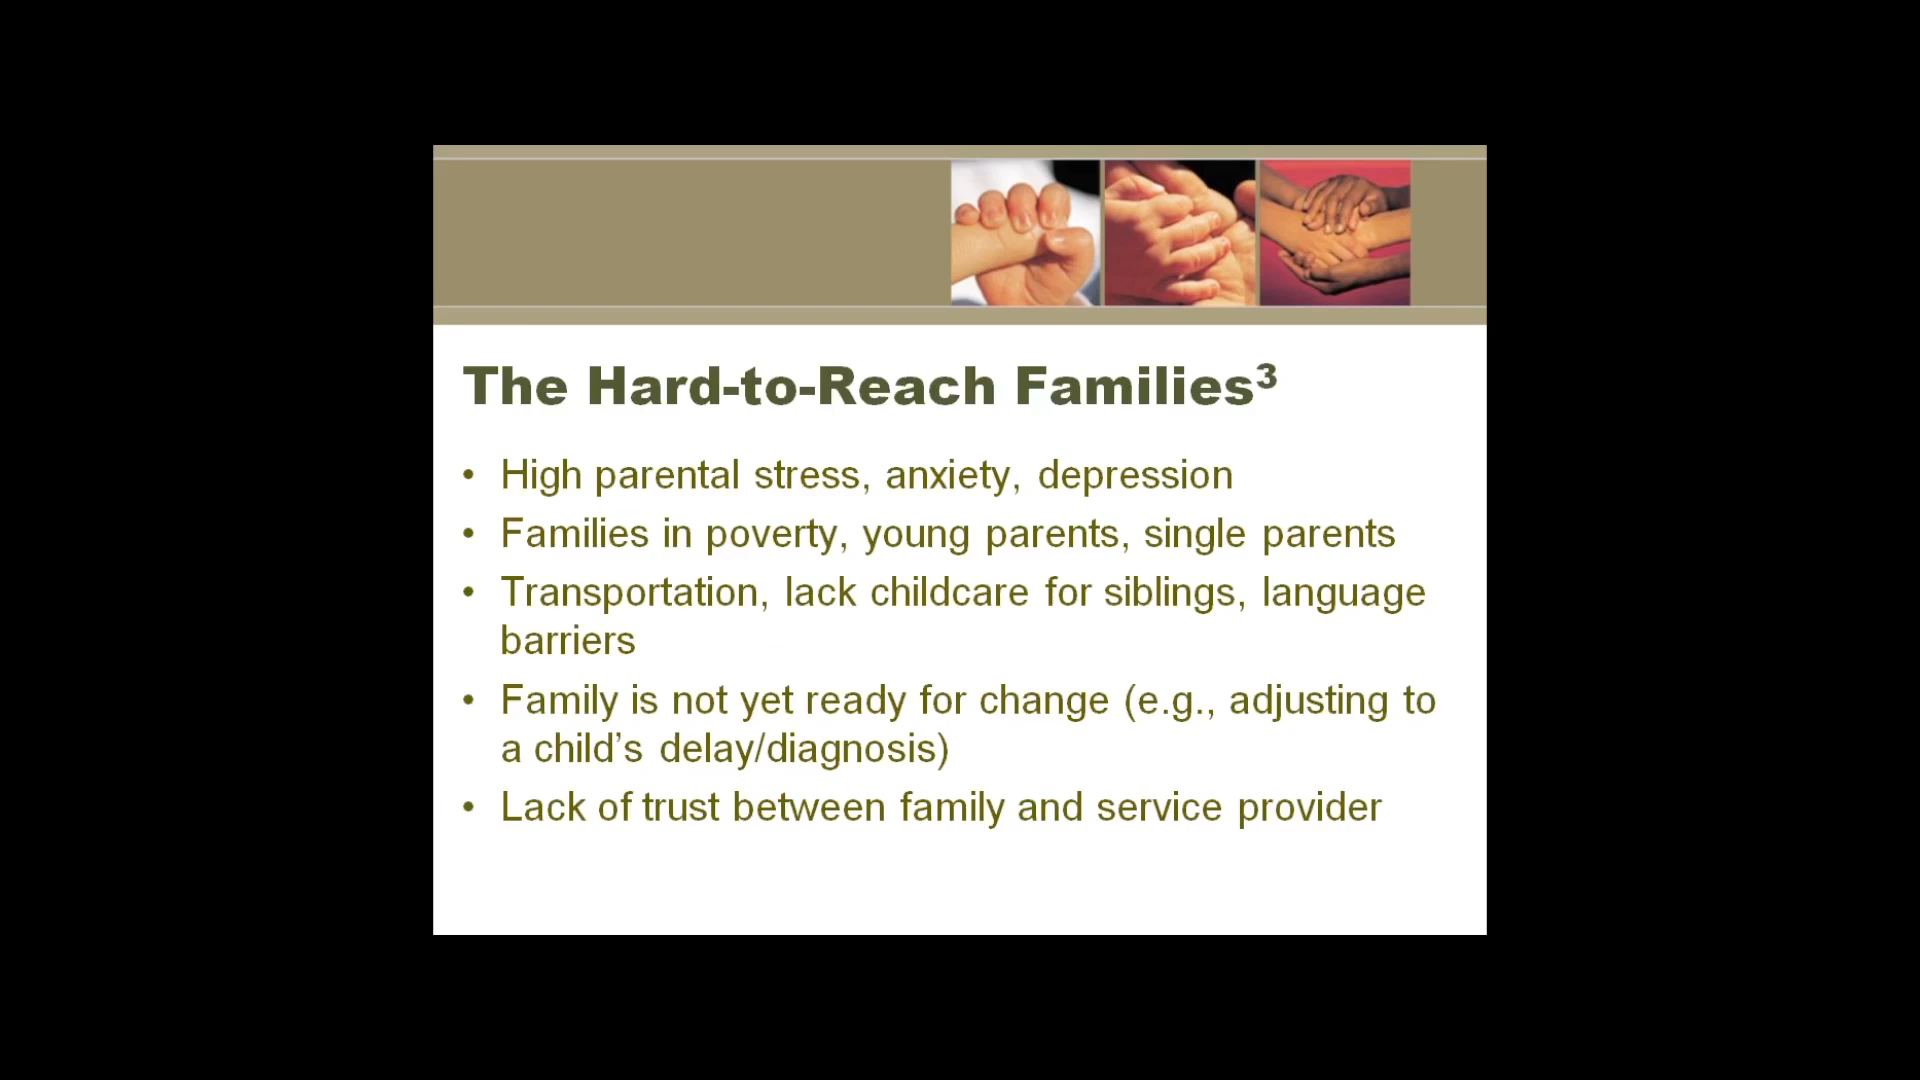 The Hard-to-Reach Families³
• High parental stress, anxiety, depression
• Families in poverty, young parents, single parents
• Transportation, lack childcare for siblings, language
barriers
• Family is not yet ready for change (e.g., adjusting to
a child’s delay/diagnosis)
• Lack of trust between family and service provider